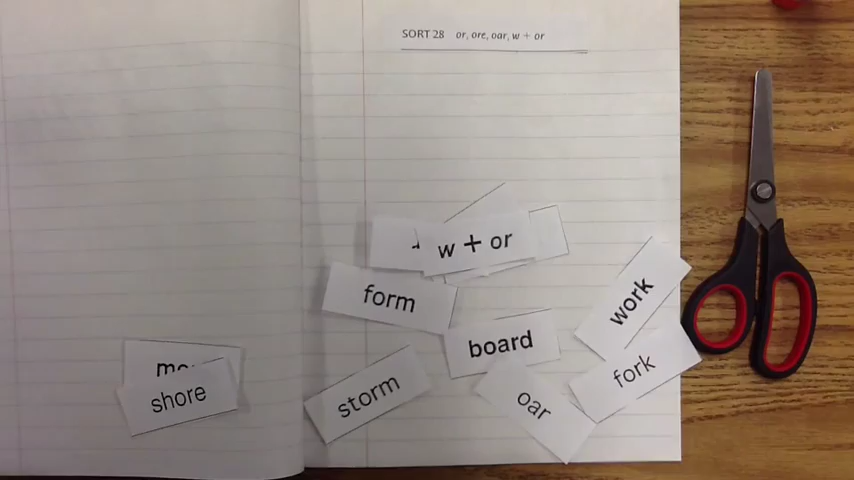 SORT 28 or, ore, oar, w + or
w + or
form
work
board
fork
storm
oar
shore